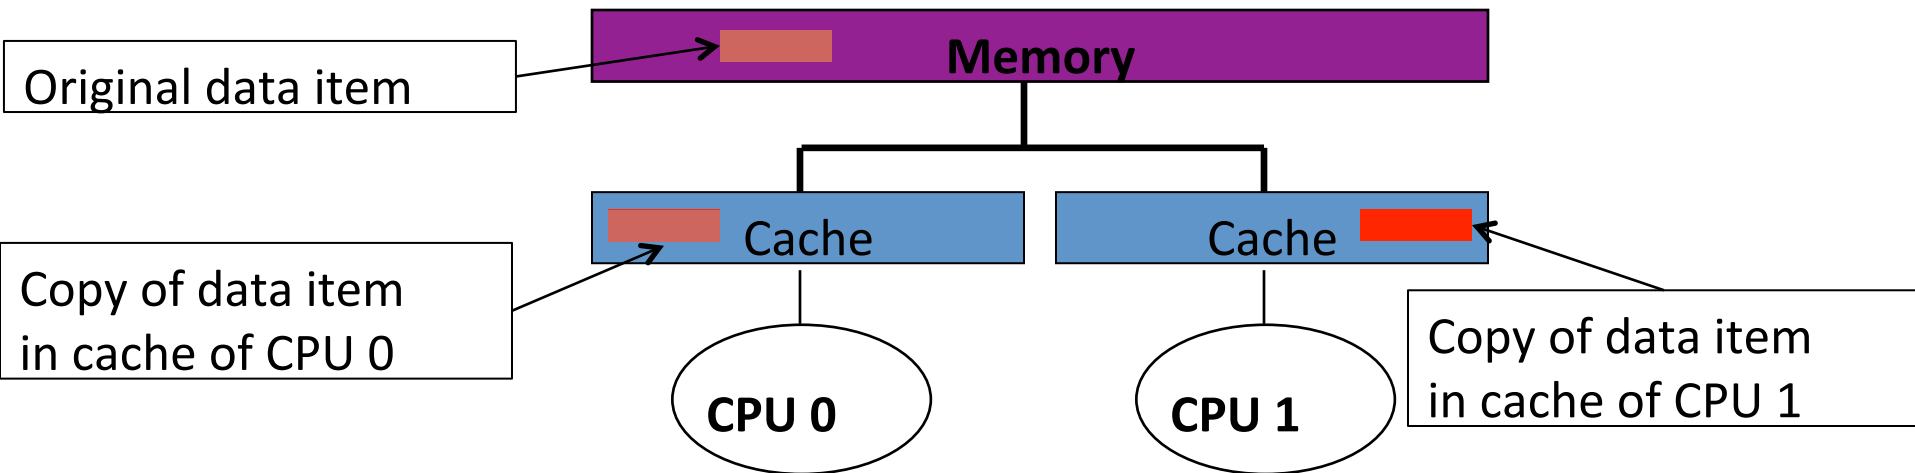 Original data item
Memory
Cache
Cache
Copy of data item
in cache of CPU 0
Copy of data item
in cache of CPU 1
CPU 0
CPU 1